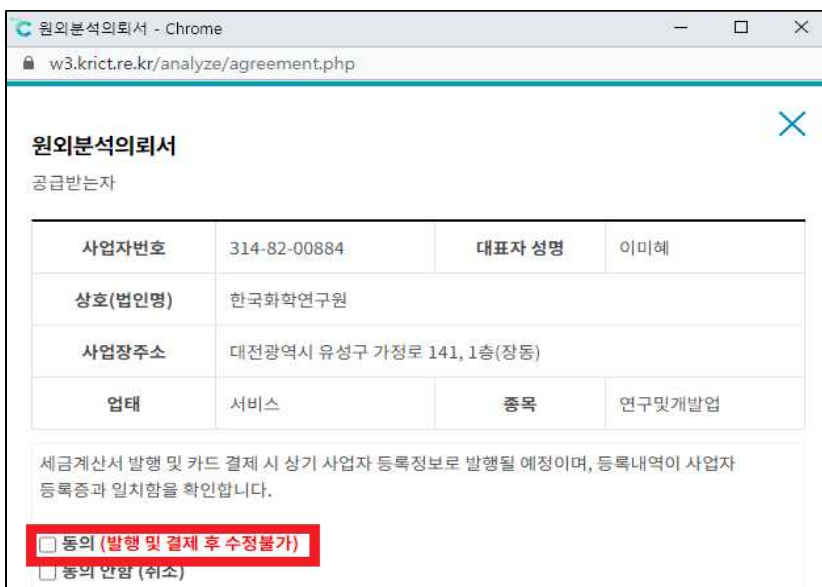 원외분석의뢰서 - Chrome
w3.krict.re.kr/analyze/agreement.php
원외분석의뢰서
공급받는자
사업자번호 314-82-00884 대표자 성명 이미혜
상호(법인명) 한국화학연구원
사업장주소 대전광역시 유성구 가정로 141, 1층(장동)
업태 서비스 종목 연구및개발업
세금계산서 발행 및 카드 결제 시 상기 사업자 등록정보로 발행될 예정이며, 등록내역이 사업자
등록증과 일치함을 확인합니다.
동의 (발행 및 결제 후 수정불가)
동의 안함 (취소)